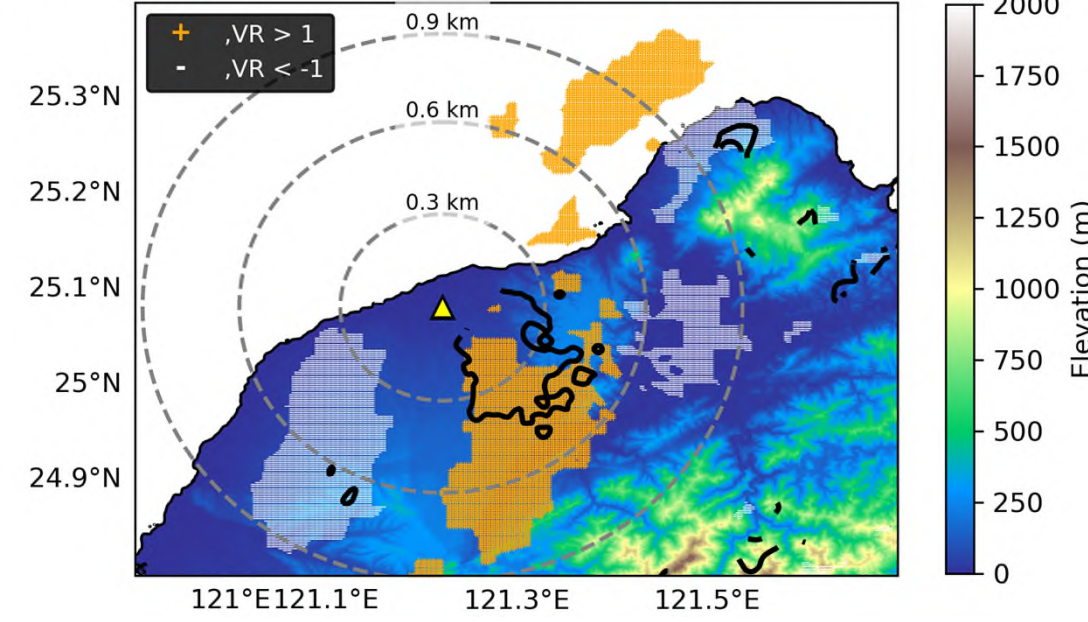 + ,VR > 1
- ,VR < -1
0.9 km
0.6 km
0.3 km
25.3°N
25.2°N
25.1°N
25°N
24.9°N
121°E
121.1°E
121.3°E
121.5°E
2000
1750
1500
1250
1000
750
500
250
0
Elevation (m)